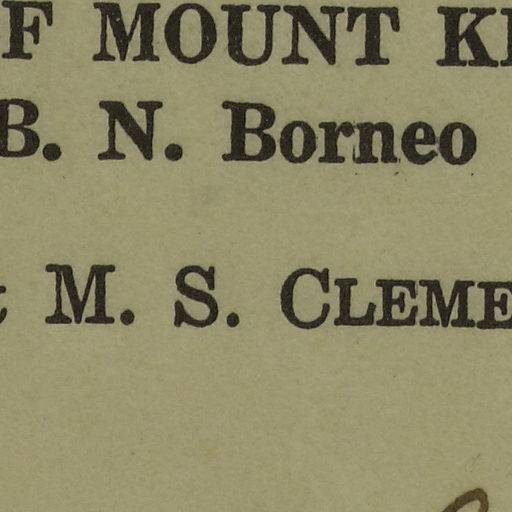 F MOUNT K
B. N. Borneo
& M. S. CLEME